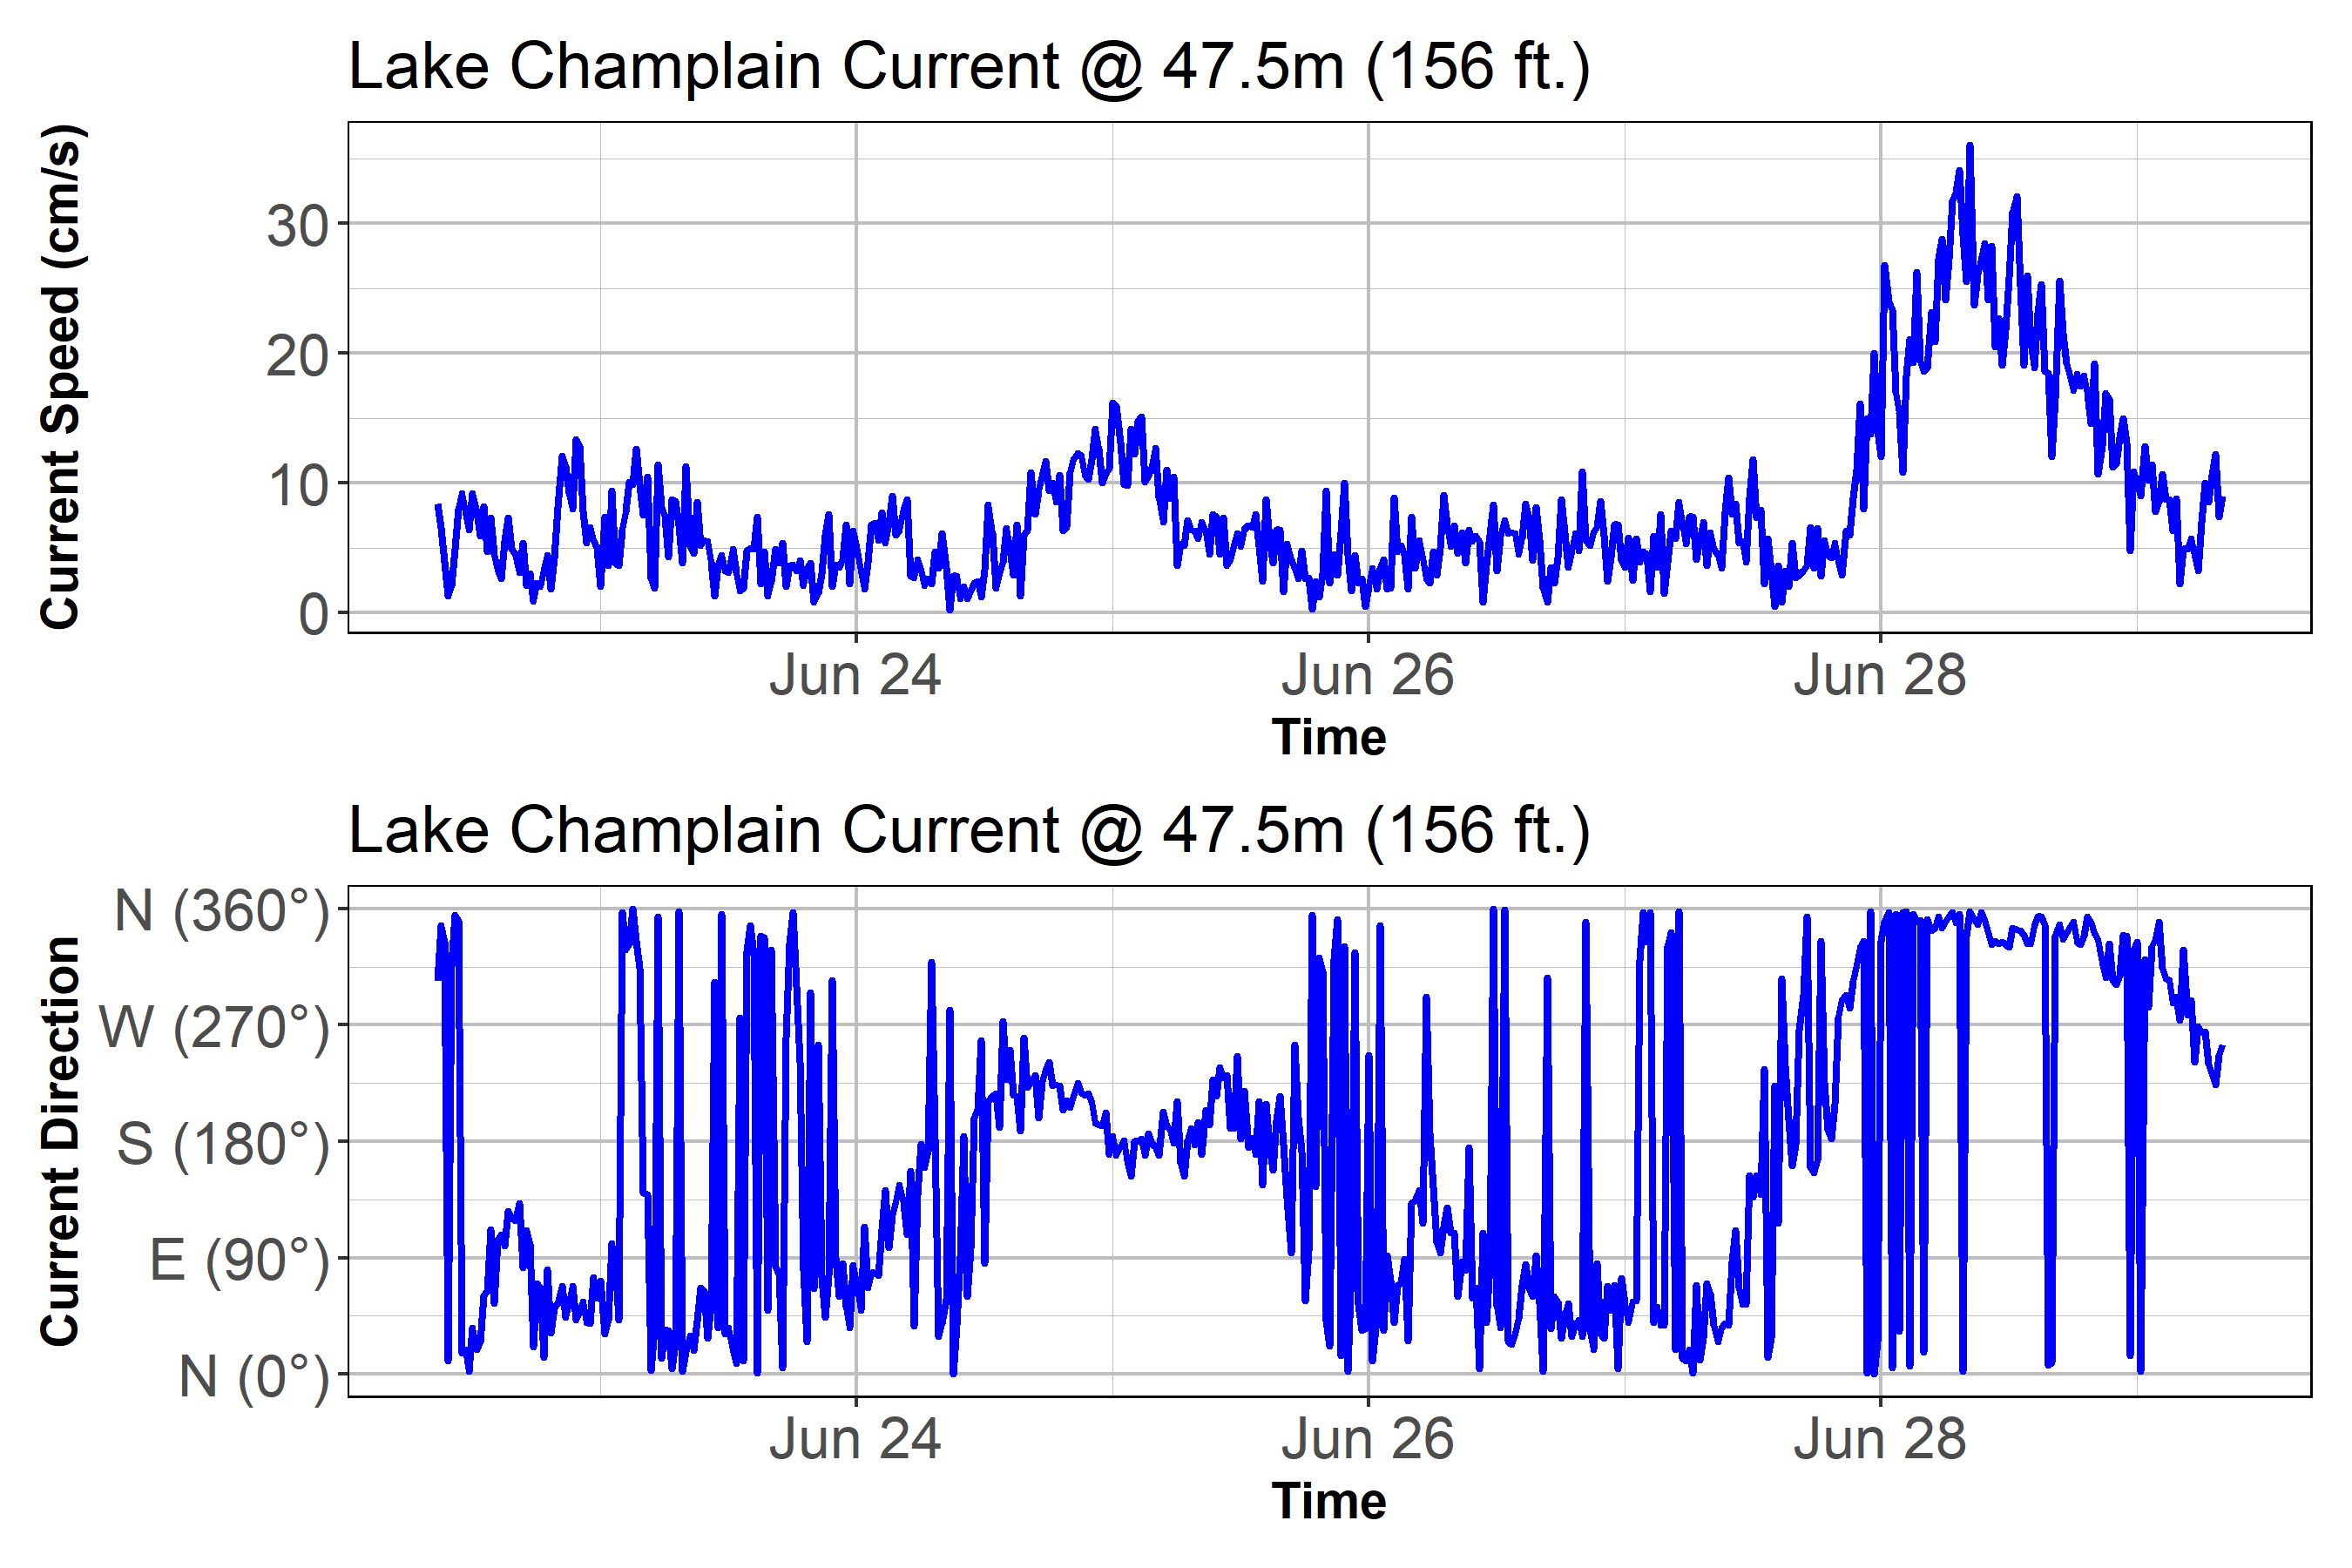 Lake Champlain Current @ 47.5m (156 ft.)
Current Speed (cm/s)
30
20
10
0
Jun 24 Jun 26 Jun 28
Time
Lake Champlain Current @ 47.5m (156 ft.)
Current Direction
N (360°)
W (270°)
S (180°)
E (90°)
N (0°)
Jun 24 Jun 26 Jun 28
Time